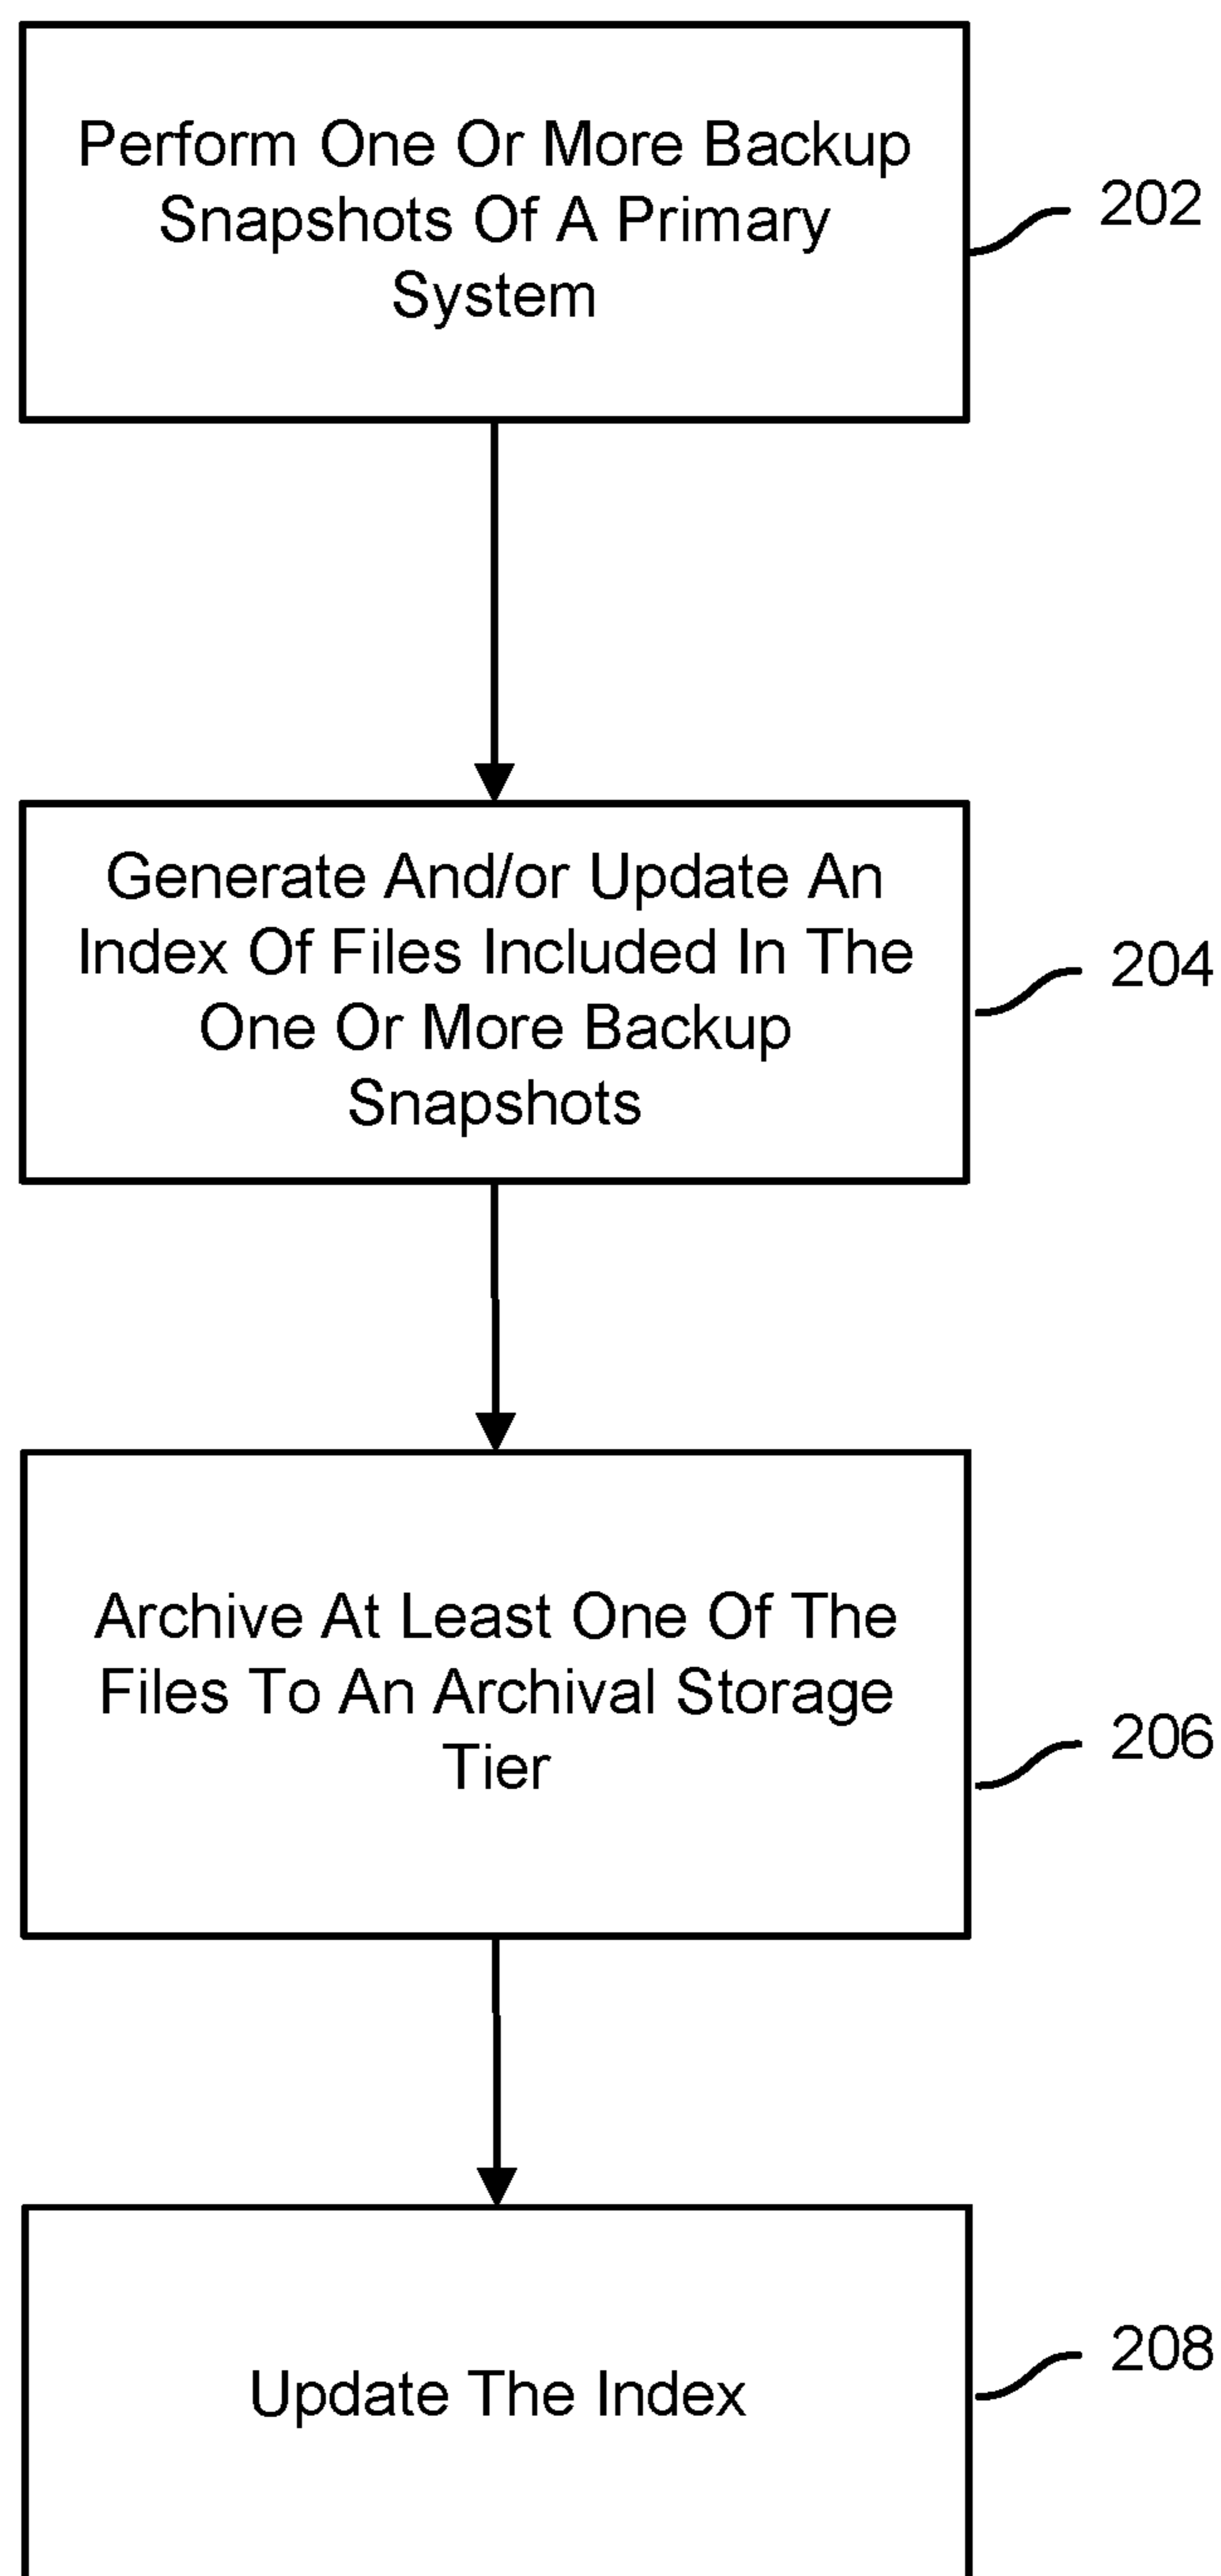 Perform One Or More Backup
Snapshots Of A Primary
System
202
Generate And/or Update An
Index Of Files Included In The
One Or More Backup
Snapshots
204
Archive At Least One Of The
Files To An Archival Storage
Tier
206
Update The Index
208